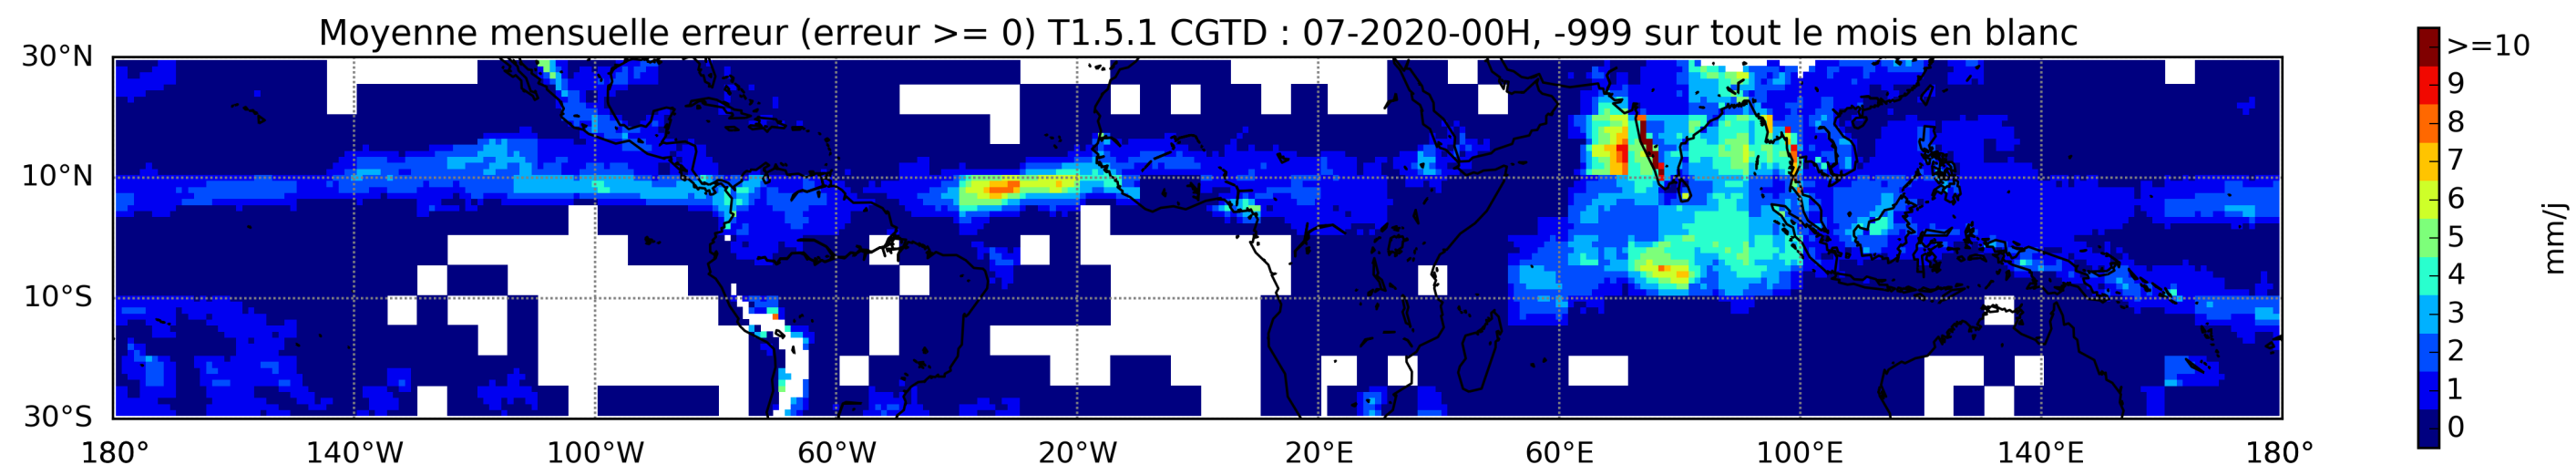 Moyenne mensuelle erreur (erreur >= 0) T1.5.1 CGTD : 07-2020-00H, -999 sur tout le mois en blanc
30°N
10°N
10°S
30°S
180° 140°W 100°W 60°W 20°W 20°E 60°E 100°E 140°E 180°
>=10
9
8
7
6
5
4
3
2
1
0
mm/j